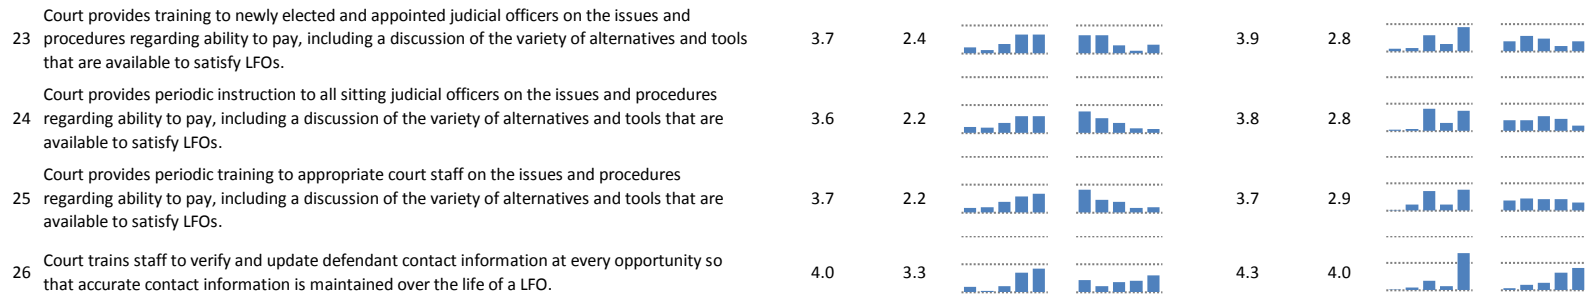 Court provides training to newly elected and appointed judicial officers on the issues and
23 procedures regarding ability to pay, including a discussion of the variety of alternatives and tools 3.7 2.4 3.9 2.8
that are available to satisfy LFOs.
Court provides periodic instruction to all sitting judicial officers on the issues and procedures
24 regarding ability to pay, including a discussion of the variety of alternatives and tools that are 3.6 2.2 3.8 2.8
available to satisfy LFOs.
Court provides periodic training to appropriate court staff on the issues and procedures
25 regarding ability to pay, including a discussion of the variety of alternatives and tools that are 3.7 2.2 3.7 2.9
available to satisfy LFOs.
Court trains staff to verify and update defendant contact information at every opportunity so
26 that accurate contact information is maintained over the life of a LFO. 4.0 3.3 4.3 4.0